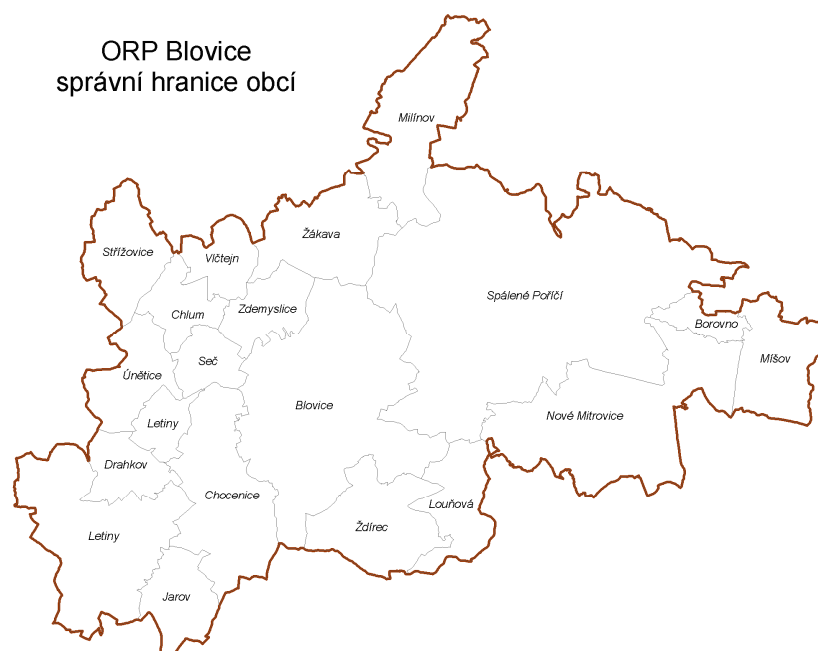 ORP Blovice
správní hranice obcí
Milínov
Žákava
Střížovice
Vlčtejn
Spálené Poříčí
Zdemyslice
Chlum
Borovno
Míšov
Seč
Únětice
Blovice
Nové Mitrovice
Letiny
Drahkov
Chocenice
Louňová
Ždírec
Letiny
Jarov